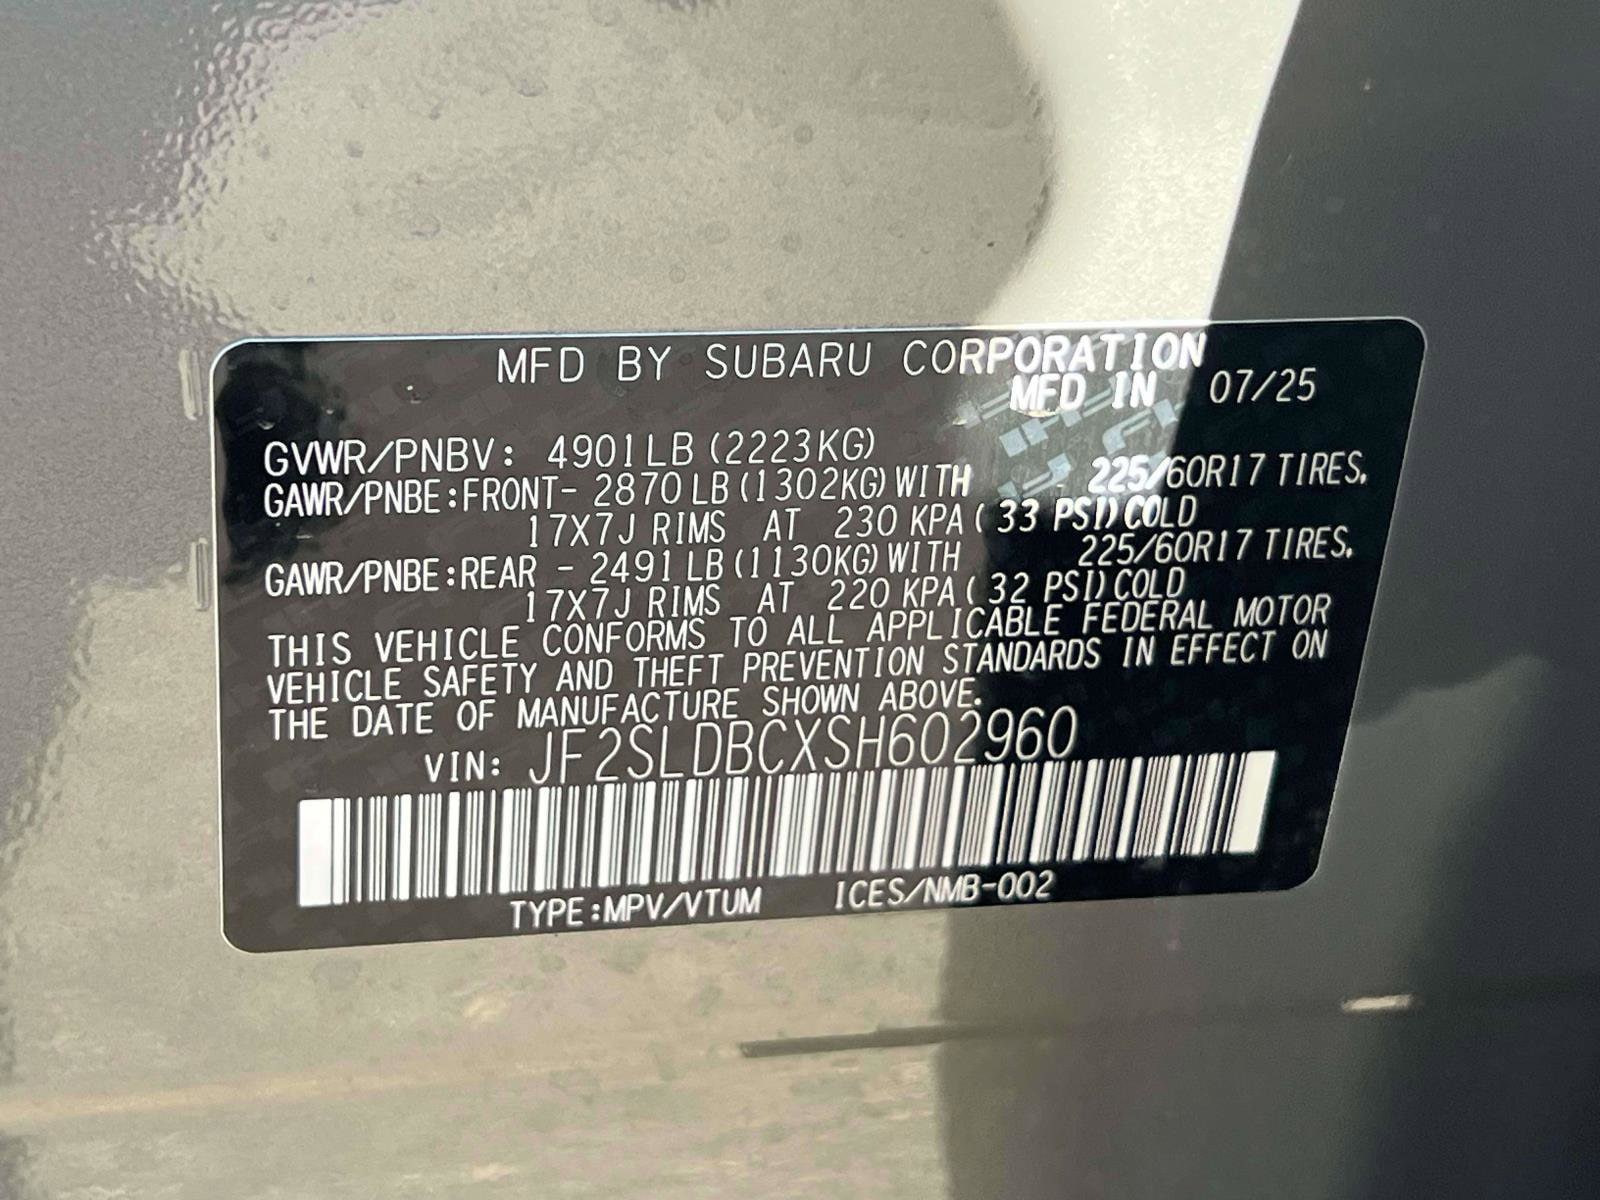 MFD BY SUBARU CORPORATION
MFD IN 07/25
GVWR/PNBV: 4901LB (2223KG)
GAWR/PNBE:FRONT- 2870LB(1302KG)WITH 225/60R17 TIRES,
17X7J RIMS AT 230 KPA( 33 PSI)COLD
GAWR/PNBE:REAR - 2491LB(1130KG)WITH 225/60R17 TIRES,
17X7J RIMS AT 220 KPA( 32 PSI)COLD
THIS VEHICLE CONFORMS TO ALL APPLICABLE FEDERAL MOTOR
VEHICLE SAFETY AND THEFT PREVENTION STANDARDS IN EFFECT ON
THE DATE OF MANUFACTURE SHOWN ABOVE.
VIN: JF2SLDBCXSH602960
TYPE:MPV/VTUM ICES/NMB-002